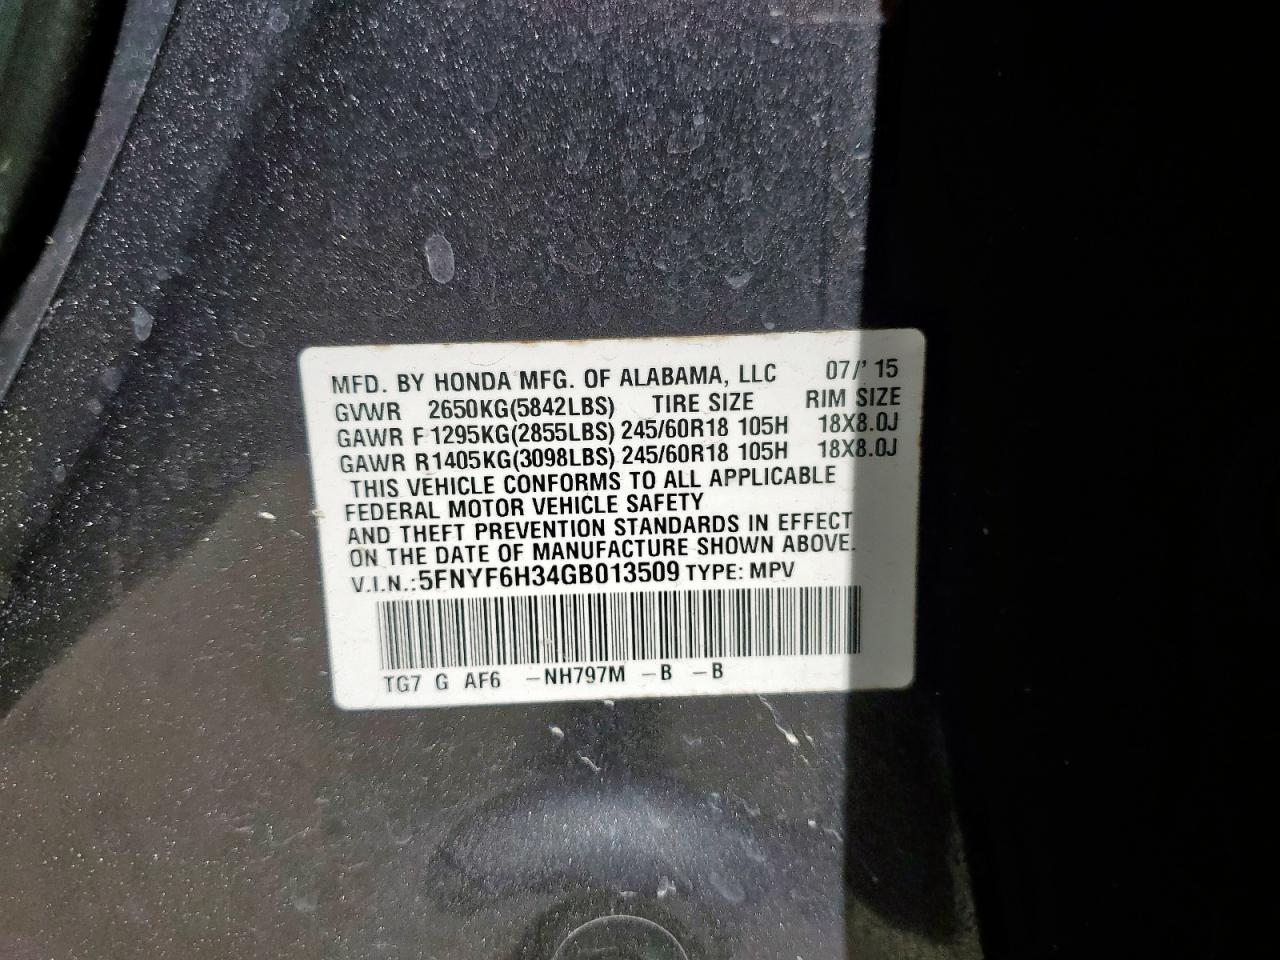 MFD. BY HONDA MFG. OF ALABAMA, LLC 07/' 15
GVWR 2650KG(5842LBS) TIRE SIZE RIM SIZE
GAWR F 1295KG(2855LBS) 245/60R18 105H 18X8.0J
GAWR R1405KG(3098LBS) 245/60R18 105H 18X8.0J
THIS VEHICLE CONFORMS TO ALL APPLICABLE
FEDERAL MOTOR VEHICLE SAFETY
AND THEFT PREVENTION STANDARDS IN EFFECT
ON THE DATE OF MANUFACTURE SHOWN ABOVE.
V.I.N.:5FNYF6H34GB013509 TYPE: MPV
TG7 G AF6 -NH797M -B -B